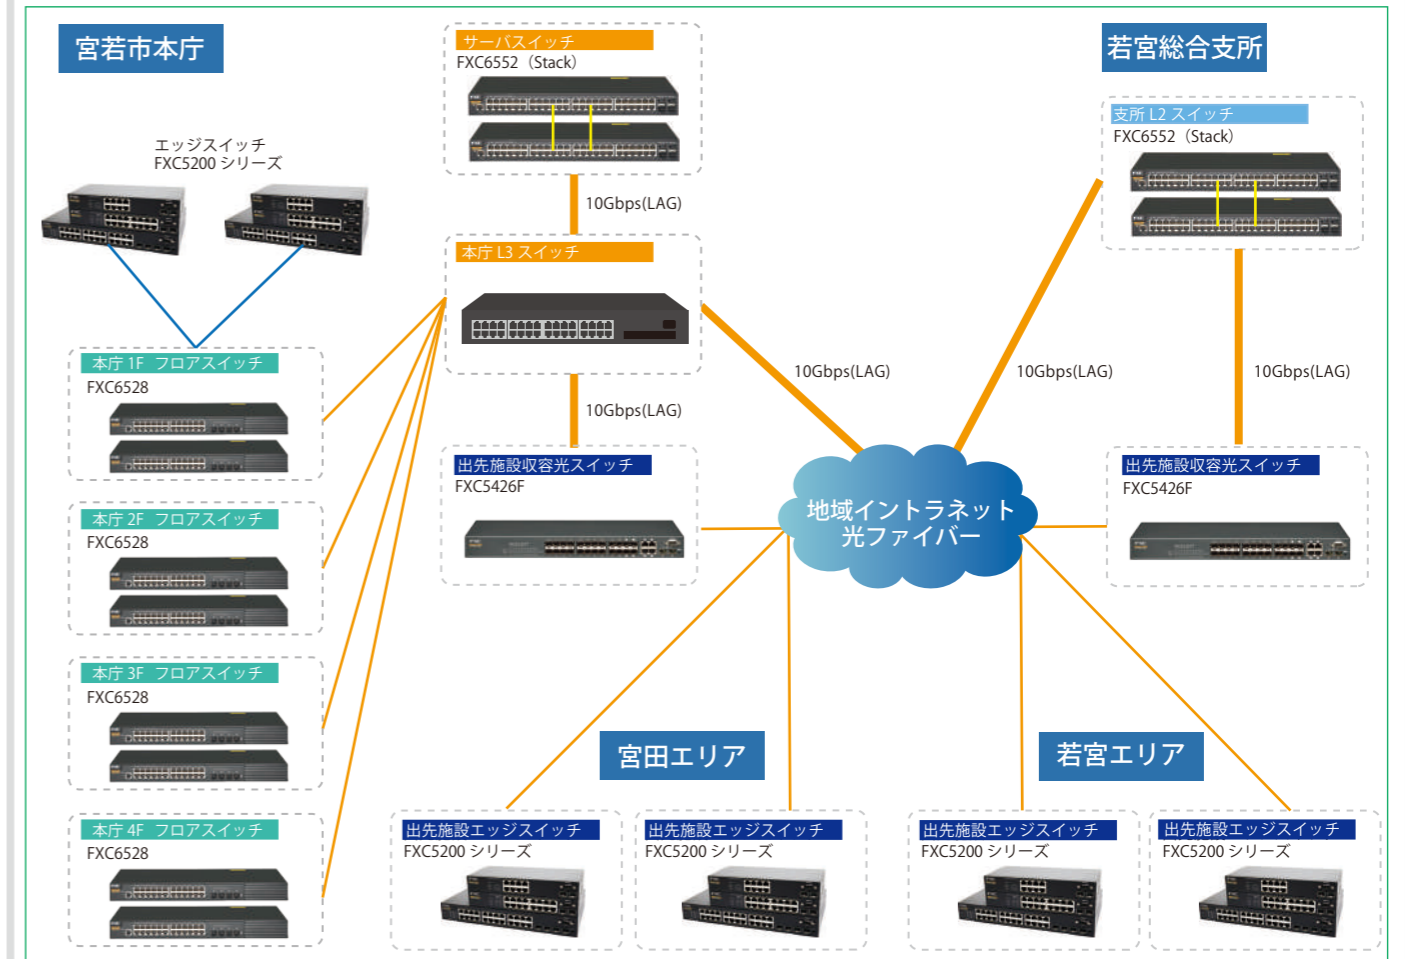 宮若市本庁
サーバスイッチ
FXC6552（Stack）
若宮総合支所
支所 L2 スイッチ
FXC6552（Stack）
エッジスイッチ
FXC5200 シリーズ
10Gbps(LAG)
本庁 L3 スイッチ
本庁 1F フロアスイッチ
FXC6528
10Gbps(LAG)
10Gbps(LAG)
10Gbps(LAG)
10Gbps(LAG)
出先施設収容光スイッチ
FXC5426F
出先施設収容光スイッチ
FXC5426F
地域イントラネット
光ファイバー
本庁 2F フロアスイッチ
FXC6528
本庁 3F フロアスイッチ
FXC6528
宮田エリア
若宮エリア
本庁 4F フロアスイッチ
FXC6528
出先施設エッジスイッチ
FXC5200 シリーズ
出先施設エッジスイッチ
FXC5200 シリーズ
出先施設エッジスイッチ
FXC5200 シリーズ
出先施設エッジスイッチ
FXC5200 シリーズ